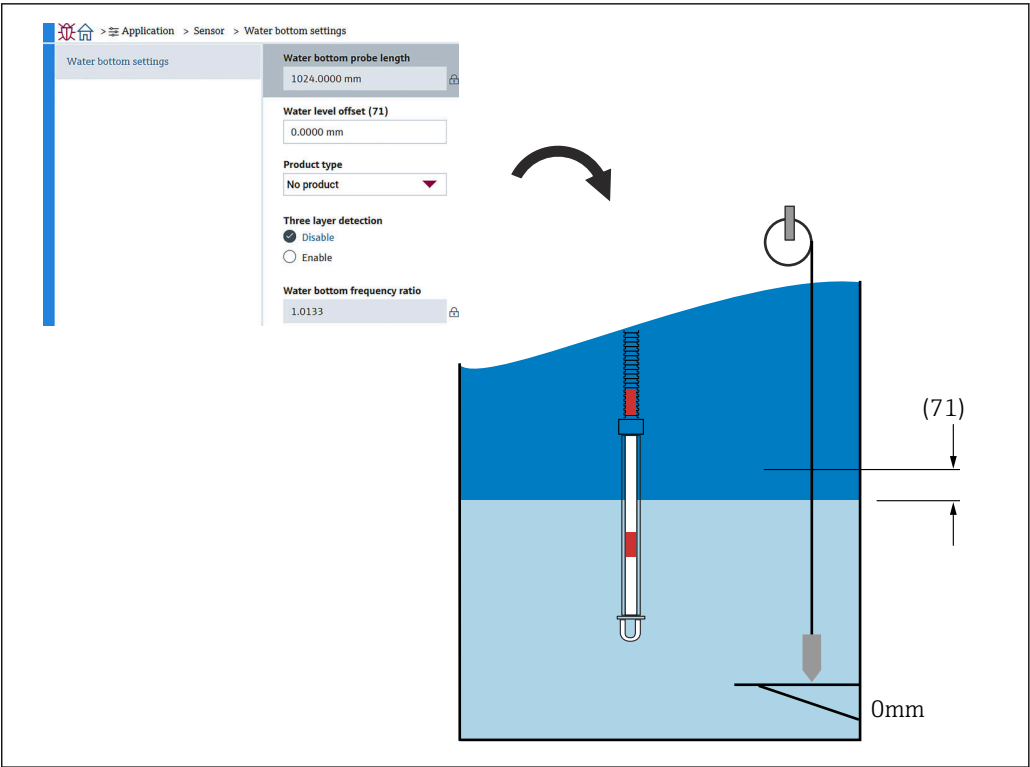 > Application > Sensor > Water bottom settings
Water bottom settings
Water bottom probe length
1024.0000 mm
Water level offset (71)
0.0000 mm
Product type
No product
Three layer detection
Disable
Enable
Water bottom frequency ratio
1.0133
(71)
0mm